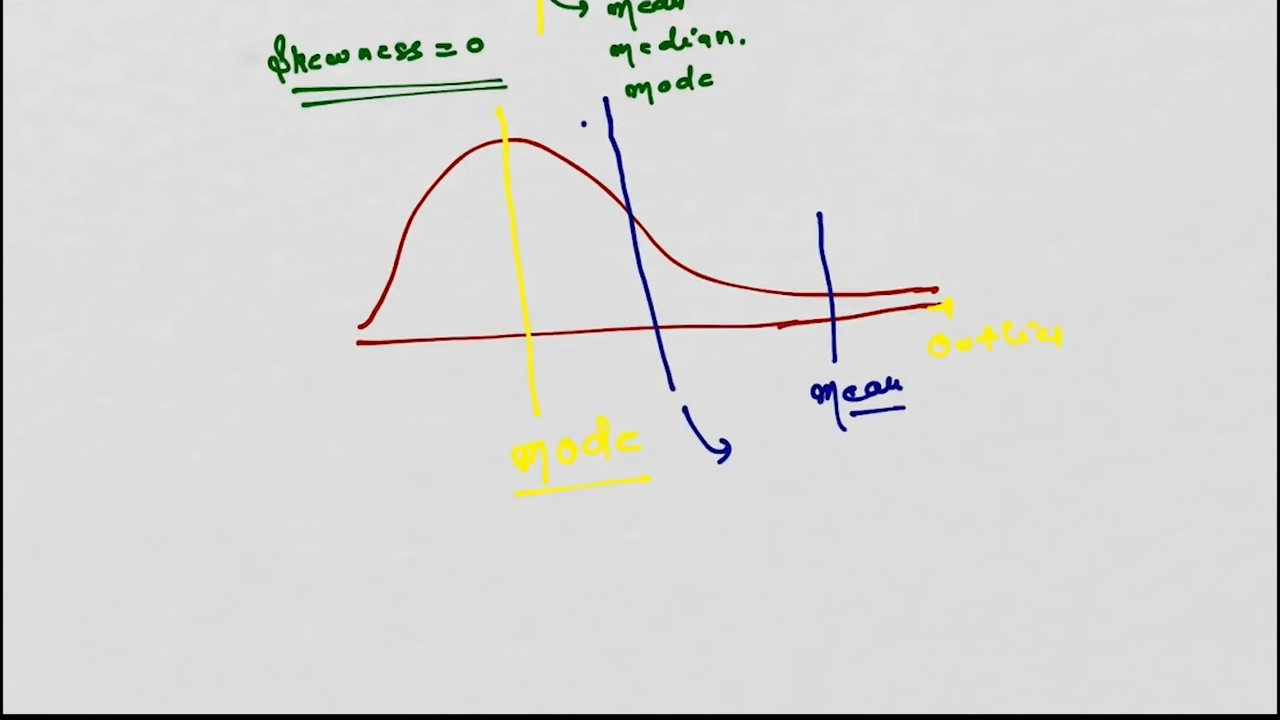 mean
Skewness = 0
median.
mode
outlier
mean
mode